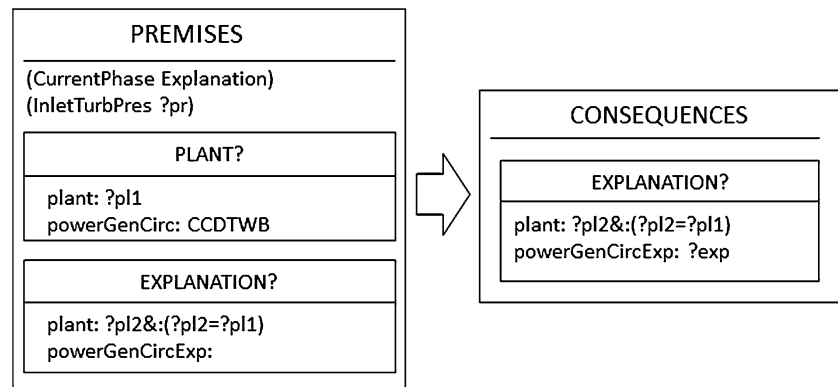 PREMISES
(CurrentPhase Explanation)
(InletTurbPres ?pr)
PLANT?
plant: ?pl1
powerGenCirc: CCDTWB
EXPLANATION?
plant: ?pl2&:(?pl2=?pl1)
powerGenCircExp:
CONSEQUENCES
EXPLANATION?
plant: ?pl2&:(?pl2=?pl1)
powerGenCircExp: ?exp